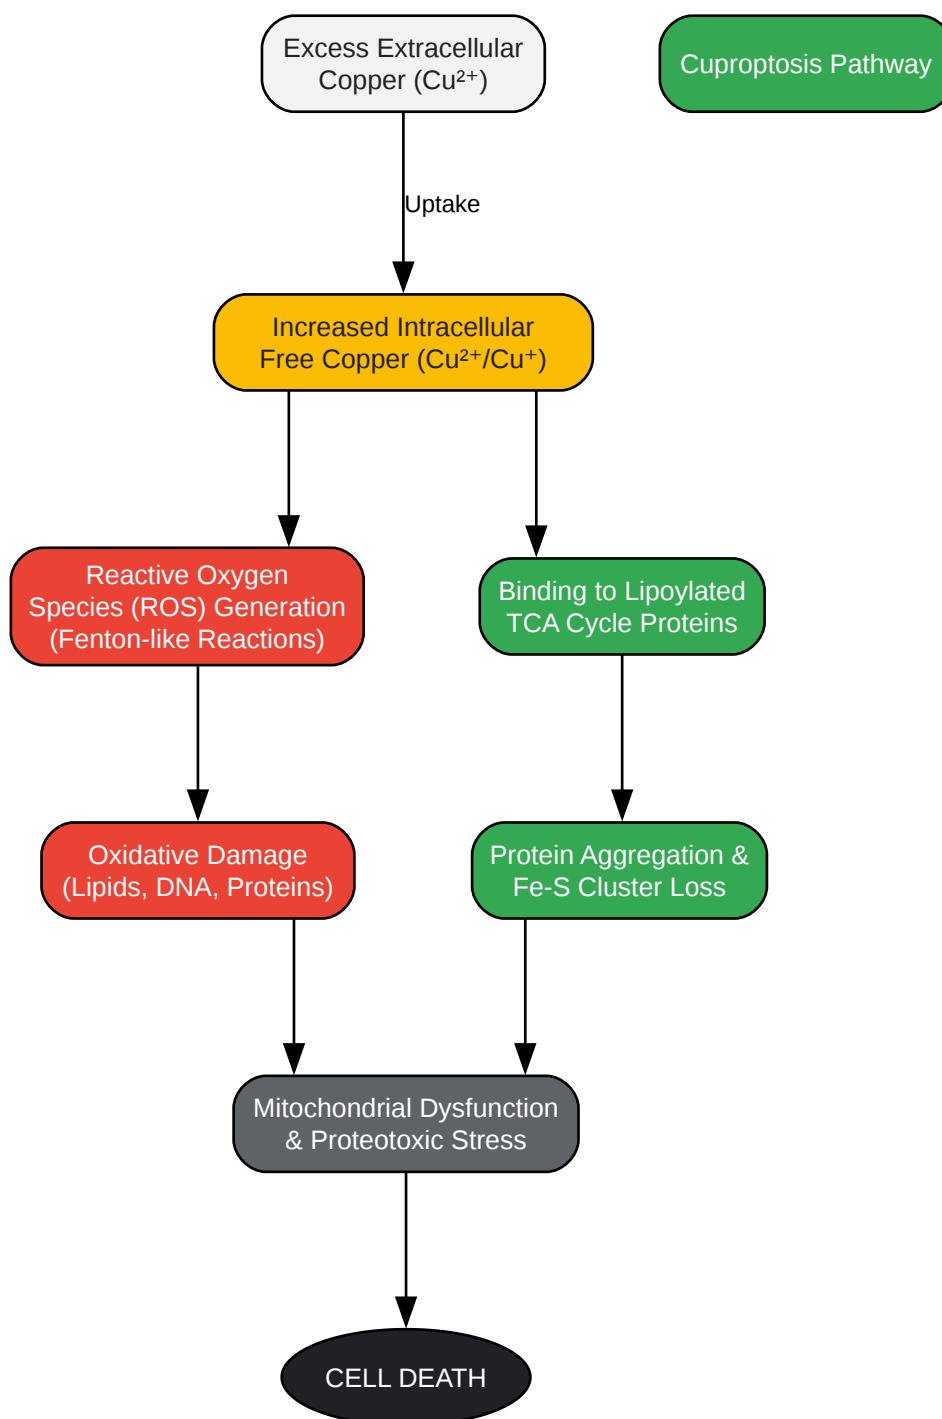 Excess Extracellular
Copper (Cu²⁺)
Cuproptosis Pathway
Uptake
Increased Intracellular
Free Copper (Cu²⁺/Cu⁺)
Reactive Oxygen
Species (ROS) Generation
(Fenton-like Reactions)
Binding to Lipoylated
TCA Cycle Proteins
Oxidative Damage
(Lipids, DNA, Proteins)
Protein Aggregation &
Fe-S Cluster Loss
Mitochondrial Dysfunction
& Proteotoxic Stress
CELL DEATH